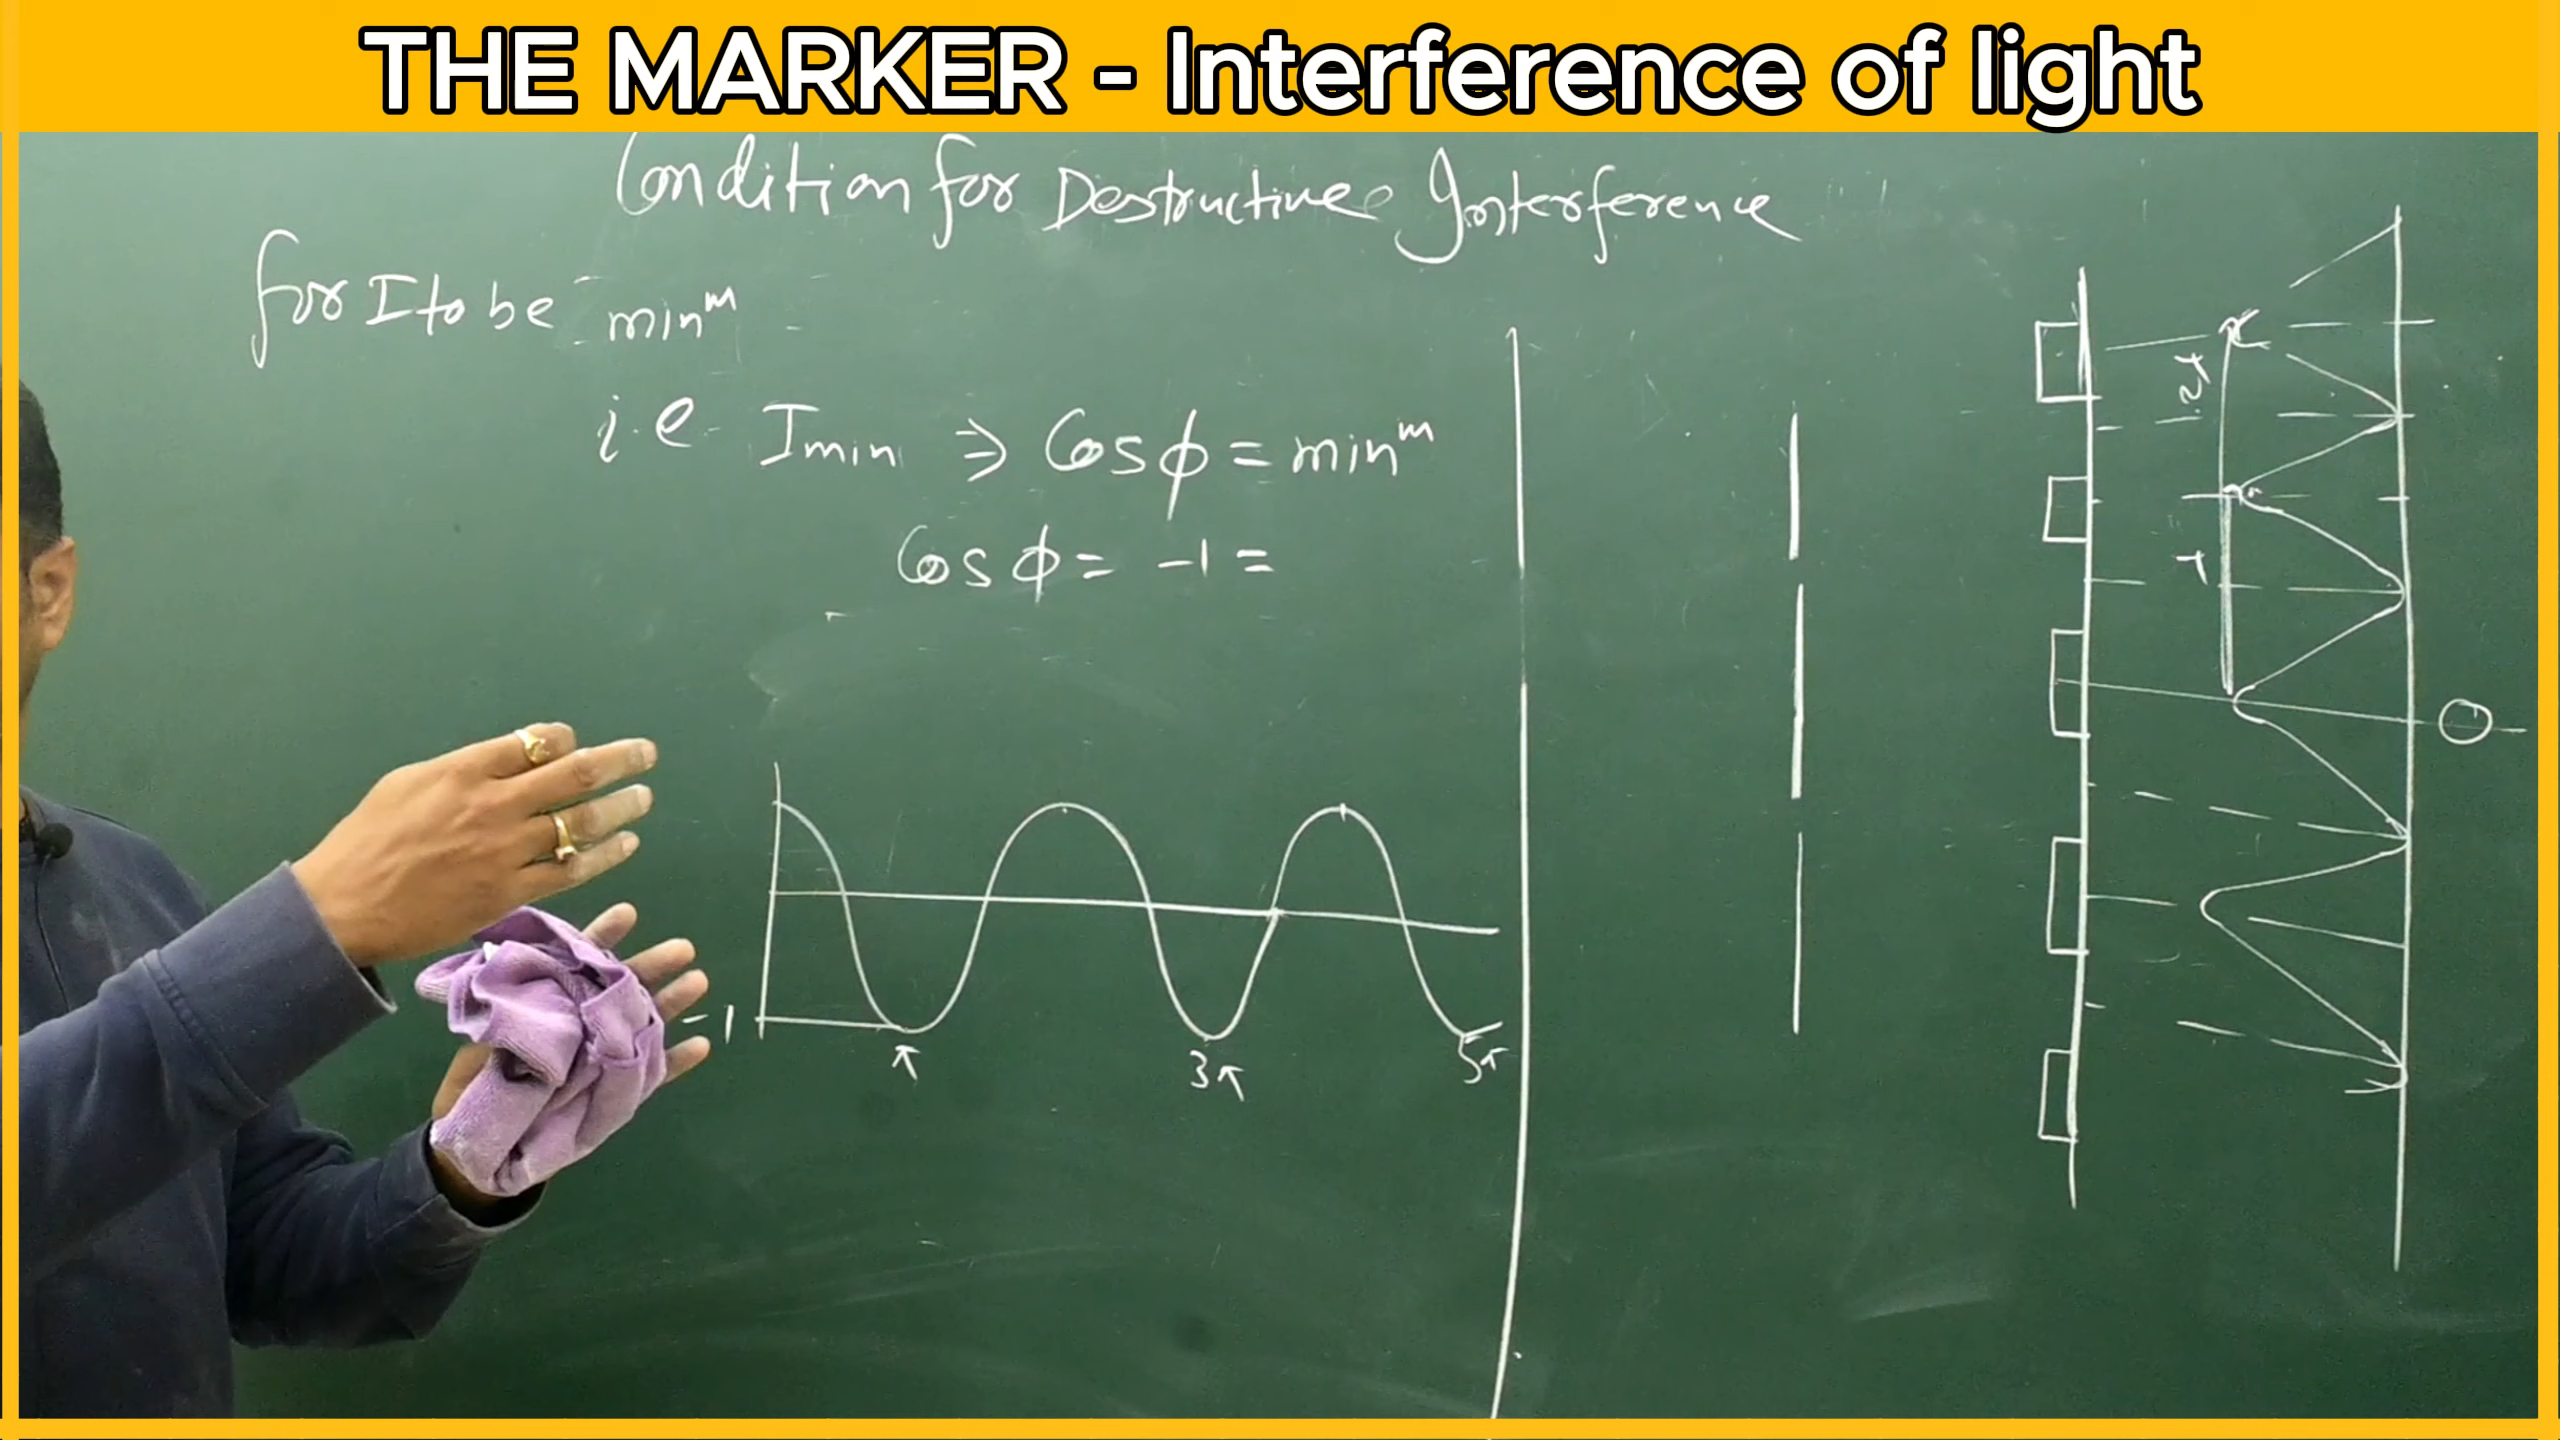 THE MARKER - Interference of light
Condition for Destructive Interference
for I to be minᵐ
i.e Imin ⇒ Cosϕ = minᵐ
Cosϕ = -1 =
-1
π
3π
5π
2λ
λ
O